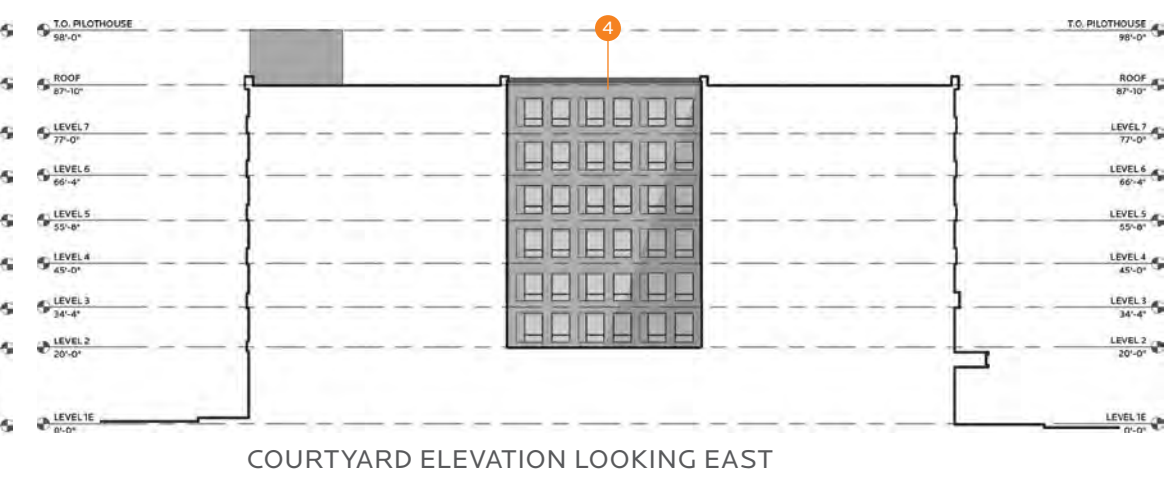 T.O. PILOTHOUSE
98'-0"
4
T.O. PILOTHOUSE
98'-0"
ROOF
87'-10"
ROOF
87'-10"
LEVEL 7
77'-0"
LEVEL 7
77'-0"
LEVEL 6
66'-4"
LEVEL 6
66'-4"
LEVEL 5
55'-8"
LEVEL 5
55'-8"
LEVEL 4
45'-0"
LEVEL 4
45'-0"
LEVEL 3
34'-4"
LEVEL 3
34'-4"
LEVEL 2
20'-0"
LEVEL 2
20'-0"
LEVEL 1E
0'-0"
LEVEL 1E
0'-0"
COURTYARD ELEVATION LOOKING EAST